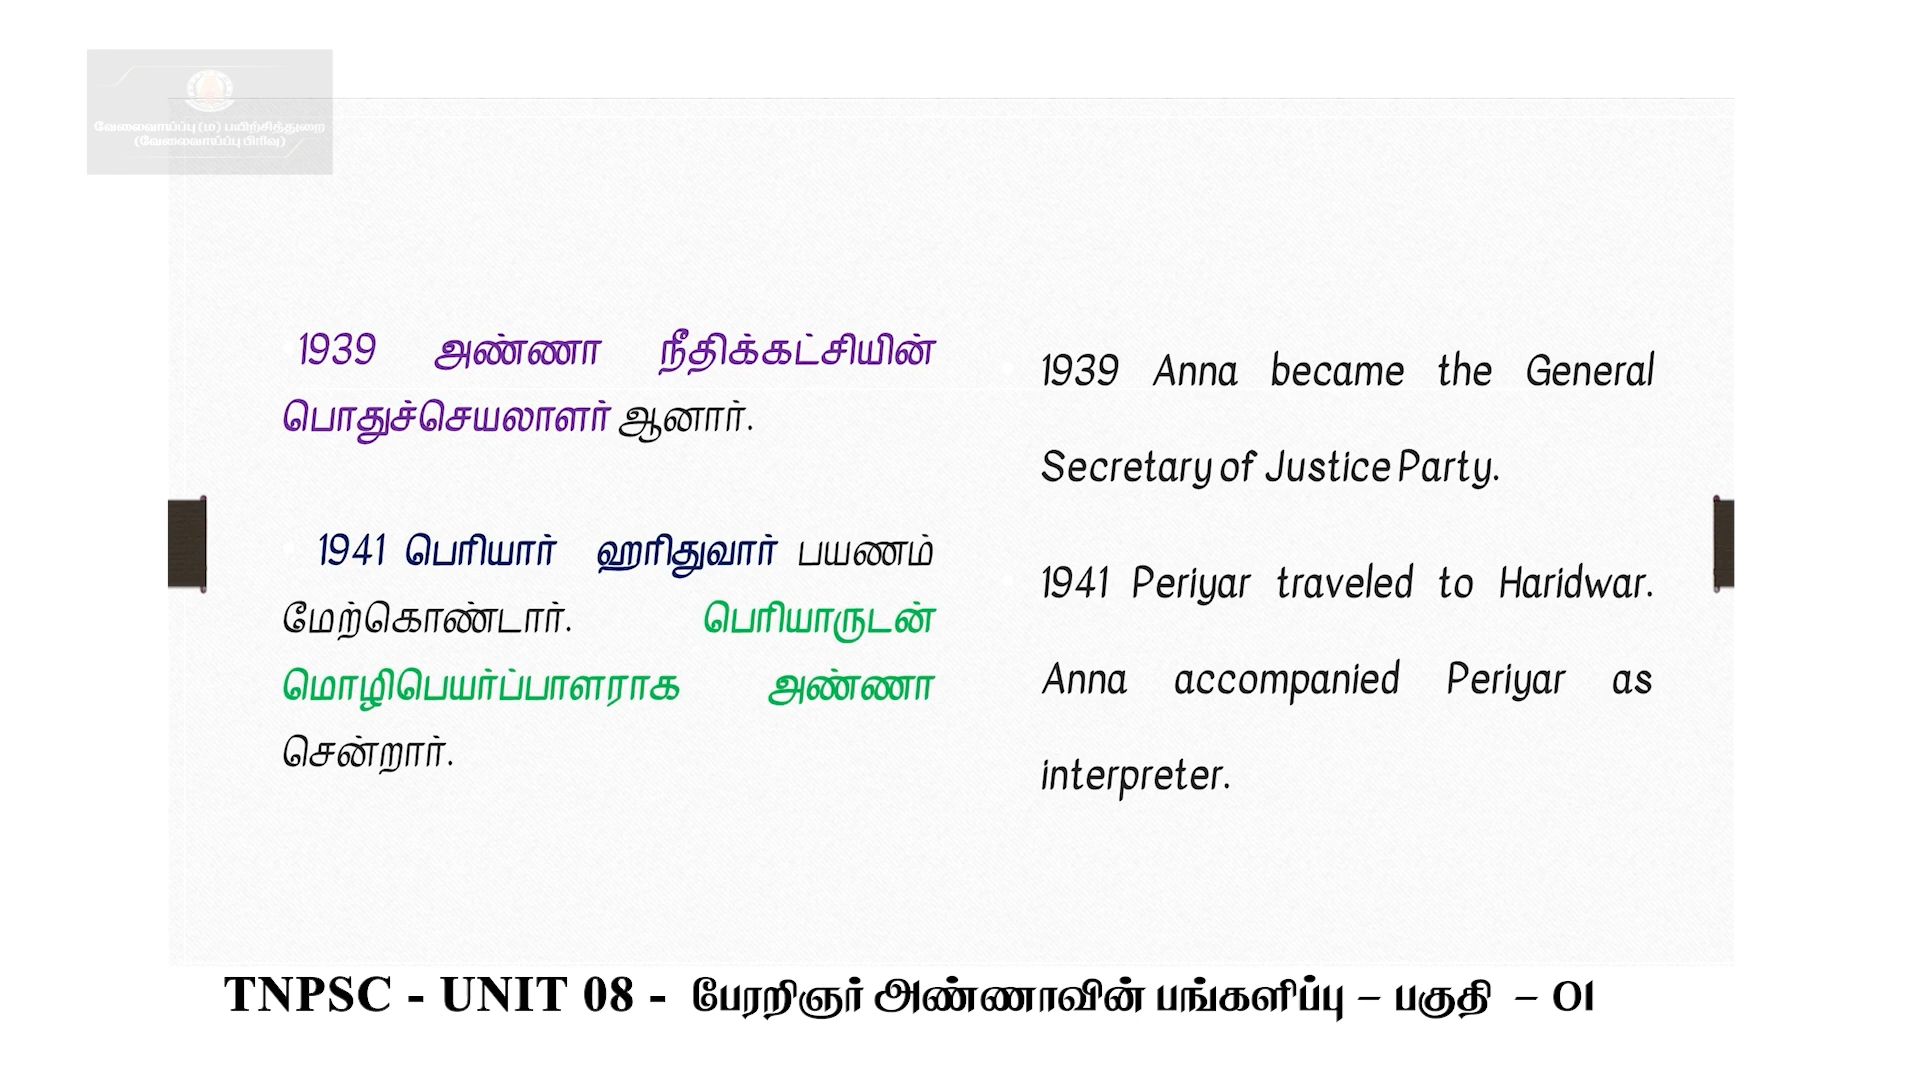 வேலைவாய்ப்பு (ம) பயிற்சித்துறை
(வேலைவாய்ப்பு பிரிவு)
1939 அண்ணா நீதிக்கட்சியின்
பொதுச்செயலாளர் ஆனார்.
1941 பெரியார் ஹரிதுவார் பயணம்
மேற்கொண்டார். பெரியாருடன்
மொழிபெயர்ப்பாளராக அண்ணா
சென்றார்.
1939 Anna became the General
Secretary of Justice Party.
1941 Periyar traveled to Haridwar.
Anna accompanied Periyar as
interpreter.
TNPSC - UNIT 08 - பேரறிஞர் அண்ணாவின் பங்களிப்பு – பகுதி – 01